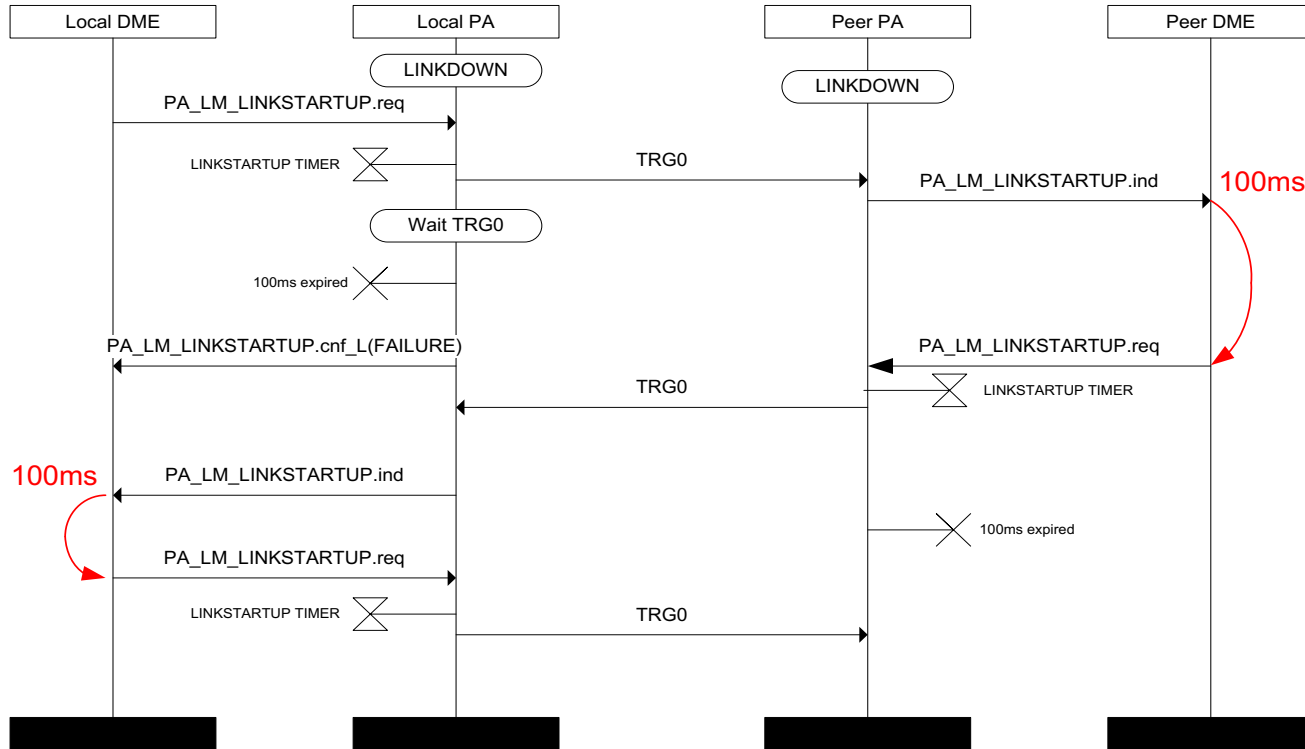 Local DME
Local PA
Peer PA
Peer DME
LINKDOWN
LINKDOWN
PA_LM_LINKSTARTUP.req
LINKSTARTUP TIMER
TRG0
PA_LM_LINKSTARTUP.ind
100ms
Wait TRG0
100ms expired
PA_LM_LINKSTARTUP.cnf_L(FAILURE)
PA_LM_LINKSTARTUP.req
TRG0
LINKSTARTUP TIMER
100ms
PA_LM_LINKSTARTUP.ind
100ms expired
PA_LM_LINKSTARTUP.req
LINKSTARTUP TIMER
TRG0